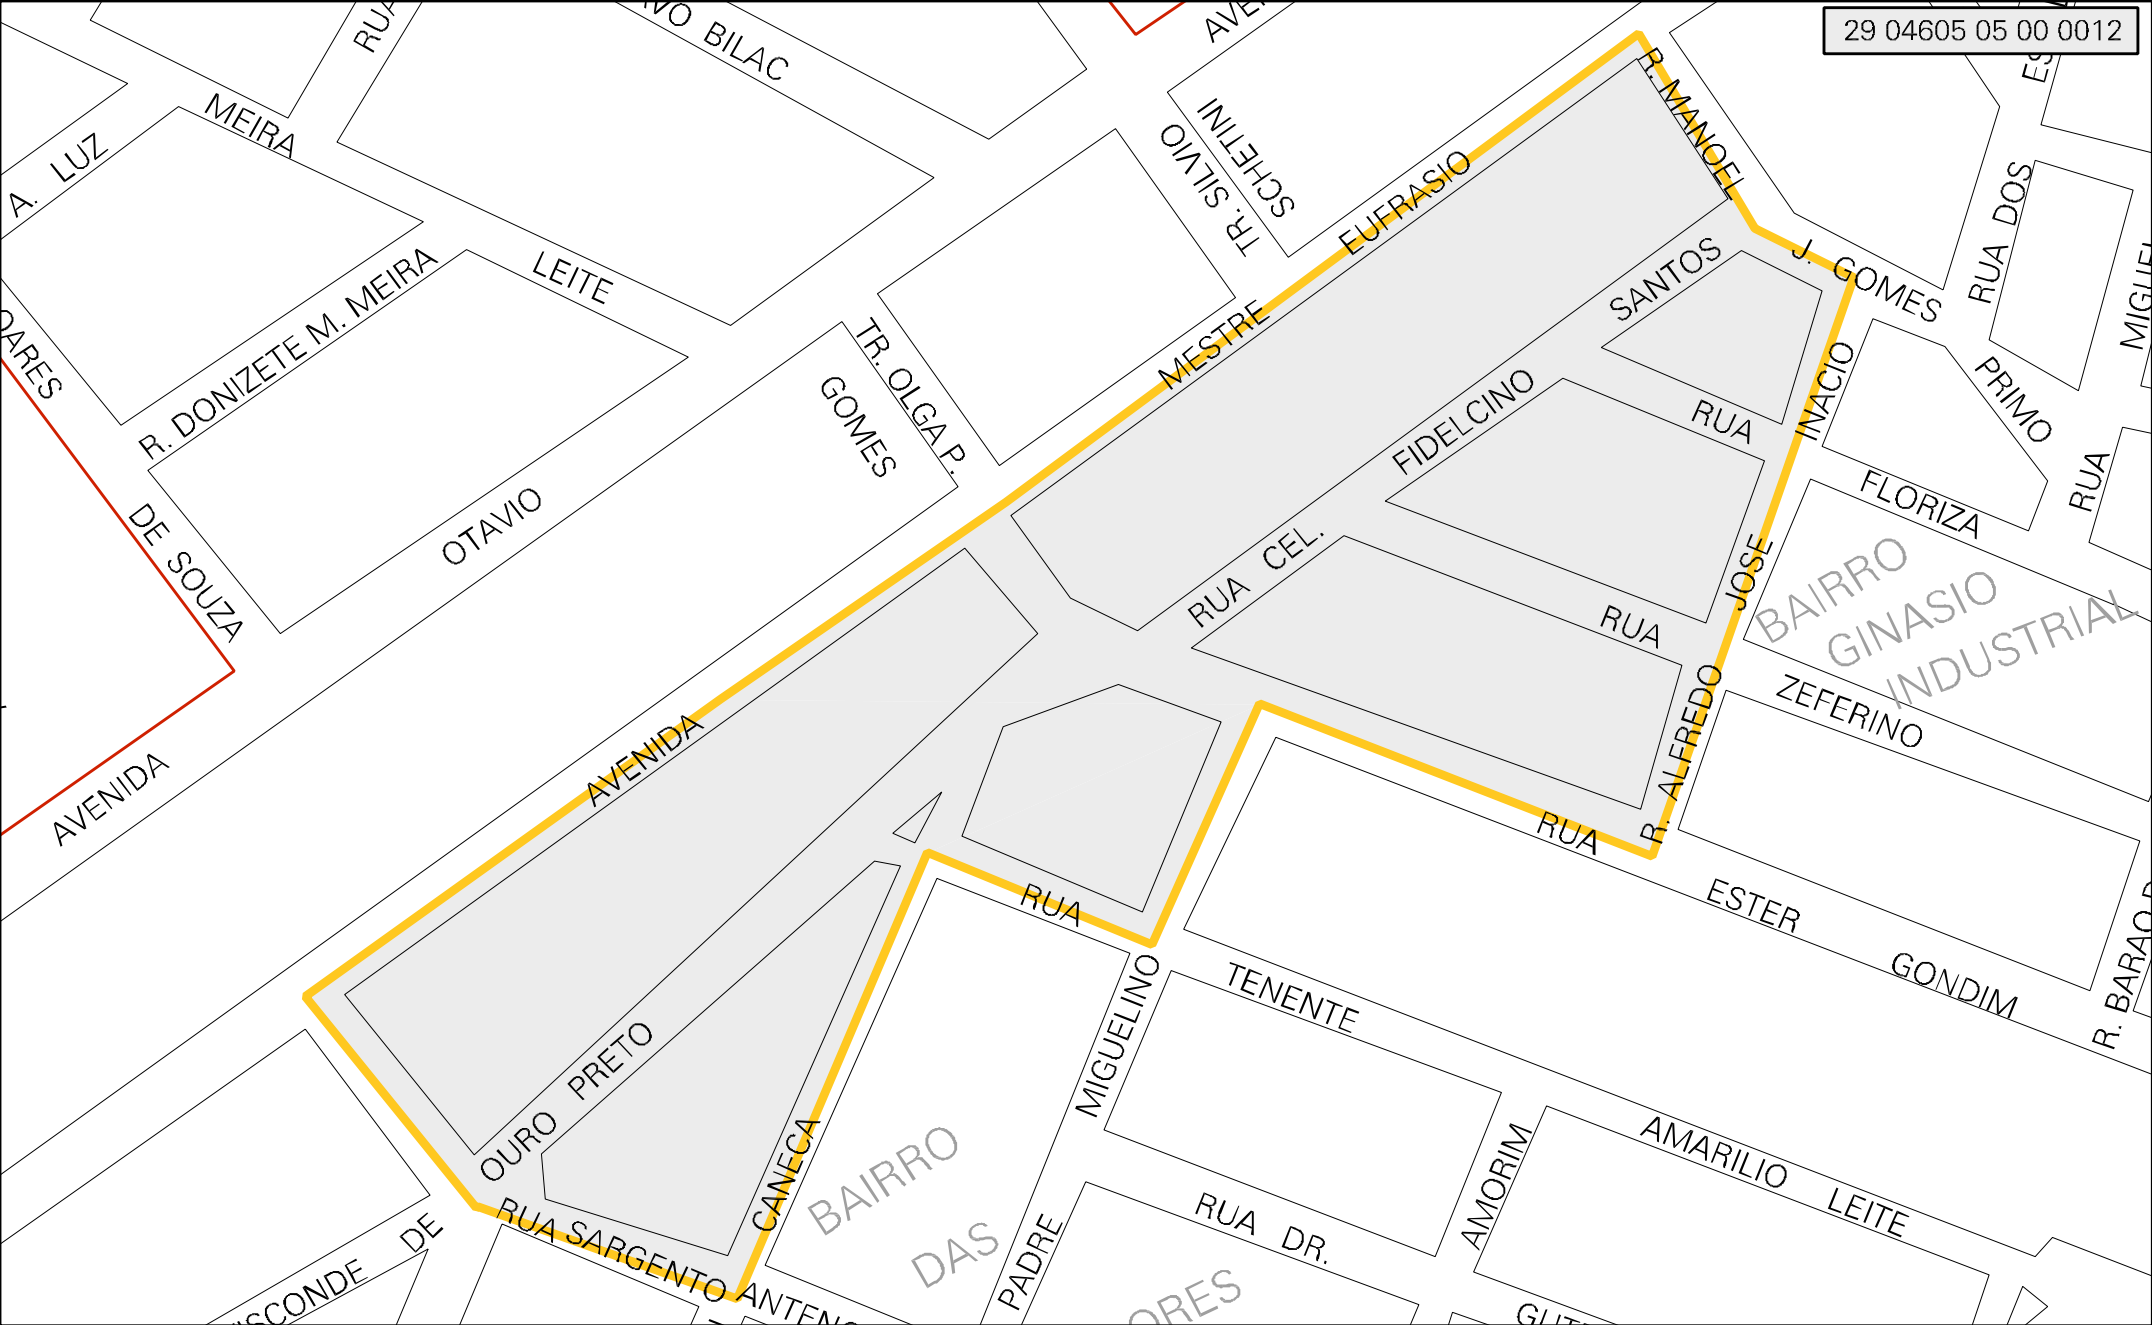 29 04605 05 00 0012
RUA
BILAC
MEIRA
A. LUZ
LEITE
R. DONIZETE M. MEIRA
DE SOUZA
OTAVIO
AVENIDA
TR. OLGA P.
GOMES
TR. SILVIO
SCHETINI
AVENIDA MESTRE EUFRASIO
R. MANOEL
J. GOMES
PRIMO
RUA DOS
RUA
SANTOS
FIDELCINO
RUA CEL.
RUA
FLORIZA
RUA
ZEFERINO
R. ALFREDO JOSE INACIO
BAIRRO
GINASIO
INDUSTRIAL
RUA
ESTER
GONDIM
R. BARAO
RUA
TENENTE
AMARILIO
LEITE
MIGUELINO
PADRE
AMORIM
RUA DR.
OURO PRETO
DE
CANECA
RUA SARGENTO
BAIRRO
DAS